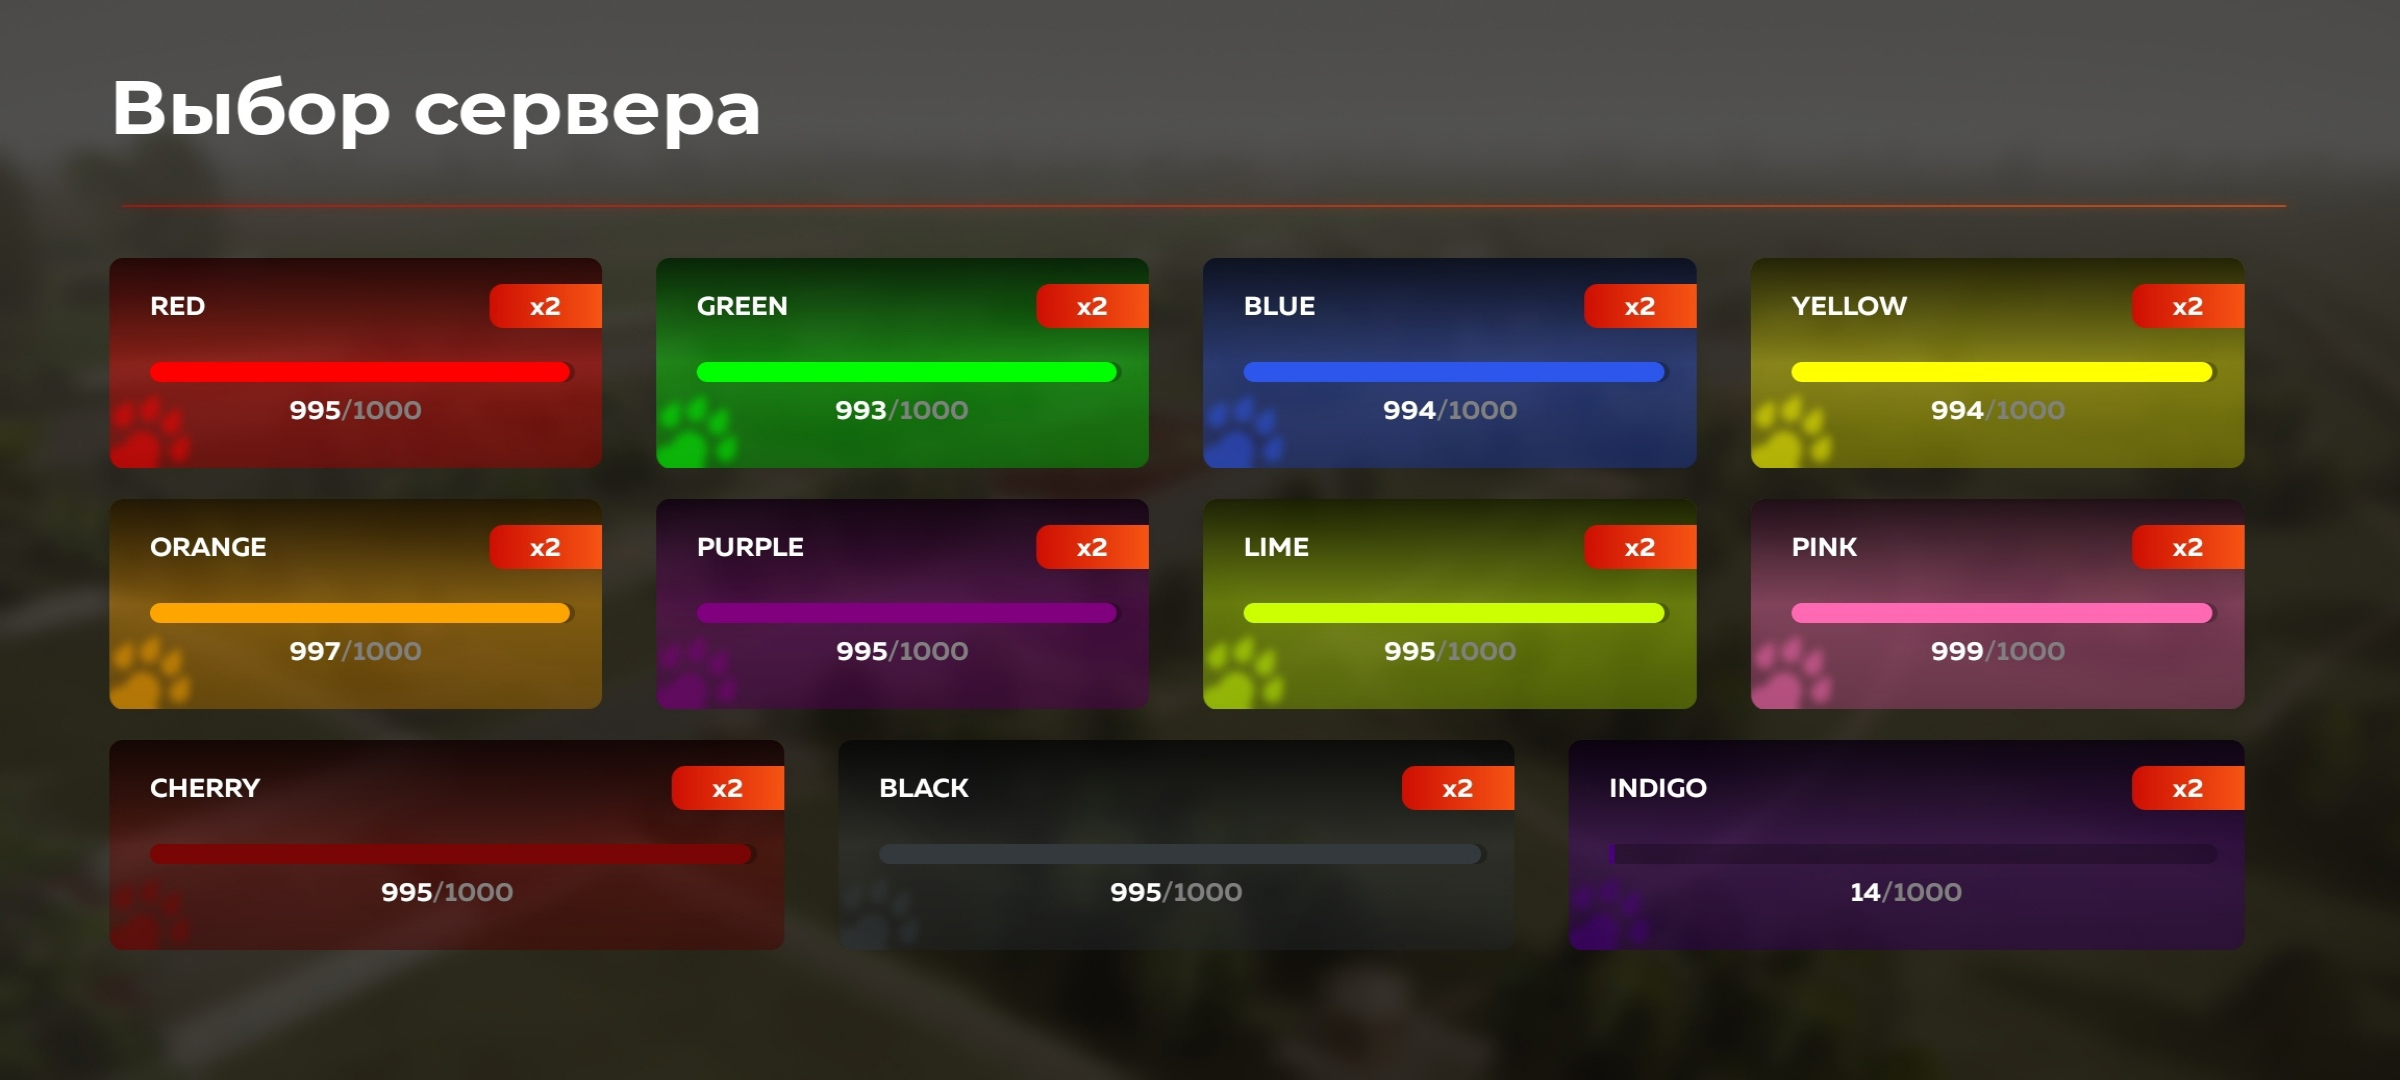 Выбор сервера
RED
x2
995/1000
GREEN
x2
993/1000
BLUE
x2
994/1000
YELLOW
x2
994/1000
ORANGE
x2
997/1000
PURPLE
x2
995/1000
LIME
x2
995/1000
PINK
x2
999/1000
CHERRY
x2
995/1000
BLACK
x2
995/1000
INDIGO
x2
14/1000